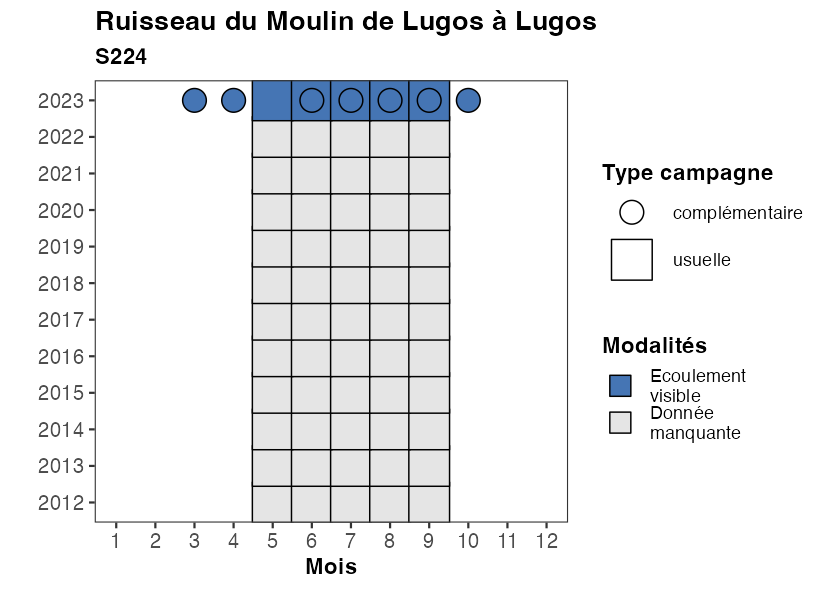 Ruisseau du Moulin de Lugos à Lugos
S224
2023
2022
2021
2020
2019
2018
2017
2016
2015
2014
2013
2012
1 2 3 4 5 6 7 8 9 10 11 12
Mois
Type campagne
complémentaire
usuelle
Modalités
Ecoulement
visible
Donnée
manquante